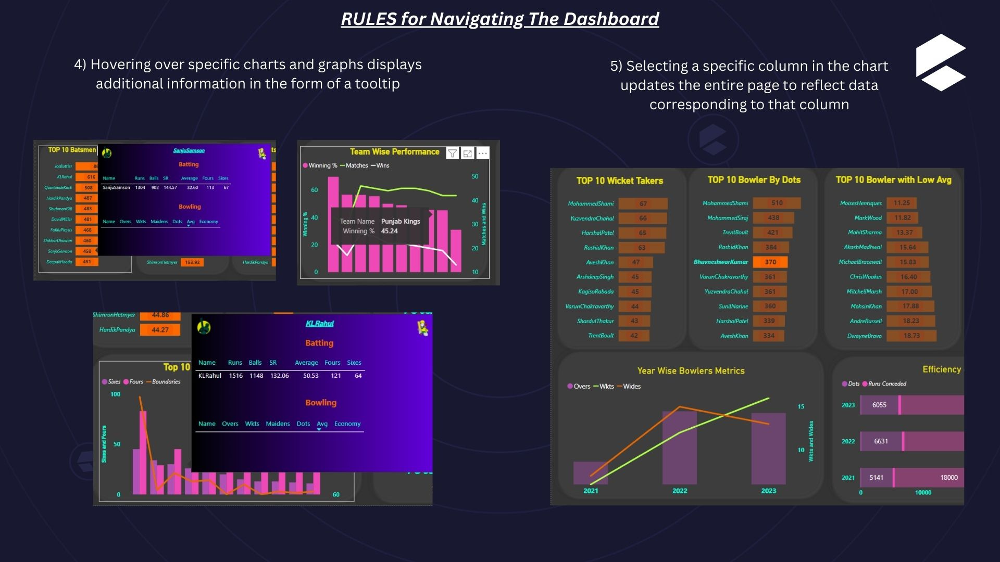 RULES for Navigating The Dashboard
4) Hovering over specific charts and graphs displays
additional information in the form of a tooltip
5) Selecting a specific column in the chart
updates the entire page to reflect data
corresponding to that column
TOP 10 Batsmen
JosButtler
KLRahul 616
QuintondeKock 508
HardikPandya 487
ShubmanGill 483
DavidMiller 481
FafduPlessis 468
ShikharDhawan 460
SanjuSamson 458
DeepakHooda 451
SanjuSamson
Batting
Name Runs Balls SR Average Fours Sixes
SanjuSamson 1304 902 144.57 32.60 113 67
Bowling
Name Overs Wkts Maidens Dots Avg Economy
ShimronHetmyer 153.92
HardikPandya
Team Wise Performance
Winning % Matches Wins
Winning %
60
40
20
0
Team Name Punjab Kings
Winning % 45.24
50
40
30
20
10
Matches and Wins
ShimronHetmyer 44.86
HardikPandya 44.27
Top 10
Sixes Fours Boundaries
Sixes and Fours
100
50
0
60
KLRahul
Batting
Name Runs Balls SR Average Fours Sixes
KLRahul 1516 1148 132.06 50.53 121 64
Bowling
Name Overs Wkts Maidens Dots Avg Economy
TOP 10 Wicket Takers
MohammedShami 67
YuzvendraChahal 66
HarshalPatel 65
RashidKhan 63
AveshKhan 47
ArshdeepSingh 45
KagisoRabada 45
VarunChakravarthy 44
ShardulThakur 43
TrentBoult 42
TOP 10 Bowler By Dots
MohammedShami 510
MohammedSiraj 438
TrentBoult 421
RashidKhan 384
BhuvneshwarKumar 370
VarunChakravarthy 361
YuzvendraChahal 361
SunilNarine 360
HarshalPatel 339
AveshKhan 334
TOP 10 Bowler with Low Avg
MoisesHenriques 11.25
MarkWood 11.82
MohitSharma 13.37
AkashMadhwal 15.64
MichaelBracewell 15.83
ChrisWoakes 16.40
MitchellMarsh 17.00
MohsinKhan 17.88
AndreRussell 18.23
DwayneBravo 18.73
Year Wise Bowlers Metrics
Overs Wkts Wides
15
10
Wkts and Wides
2021 2022 2023
Efficiency
Dots Runs Conceded
2023 6055
2022 6631
2021 5141 18000
0 10000